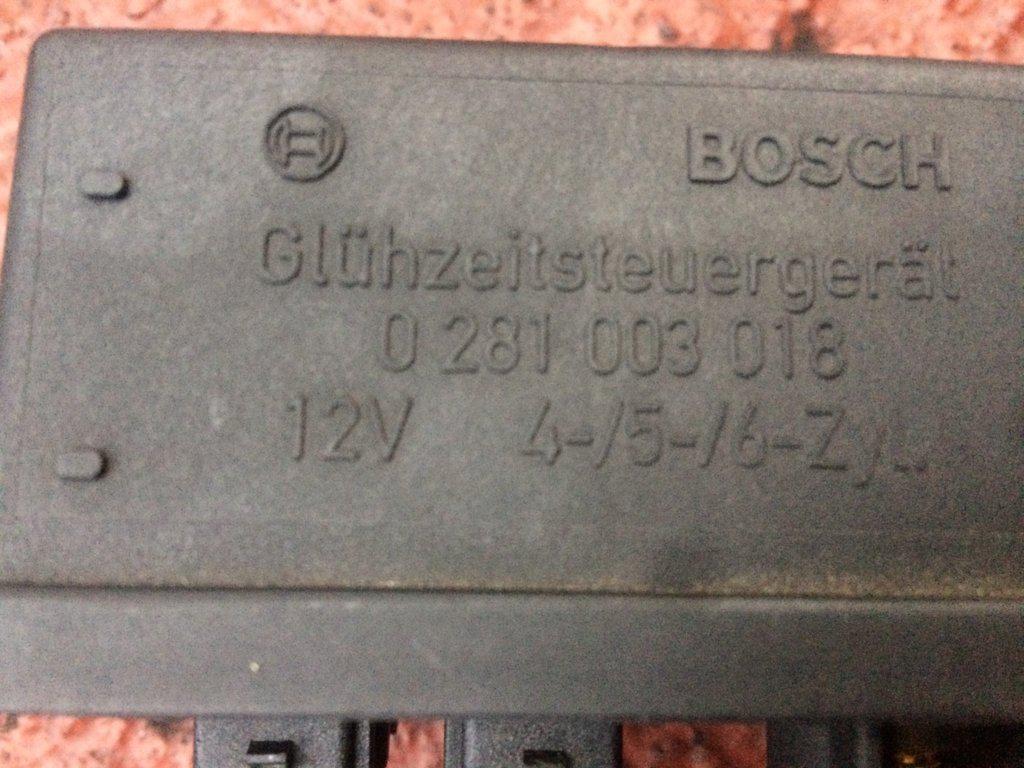 BOSCH
Glühzeitsteuergerät
0 281 003 018
12V 4-/5-/6-Zyl.